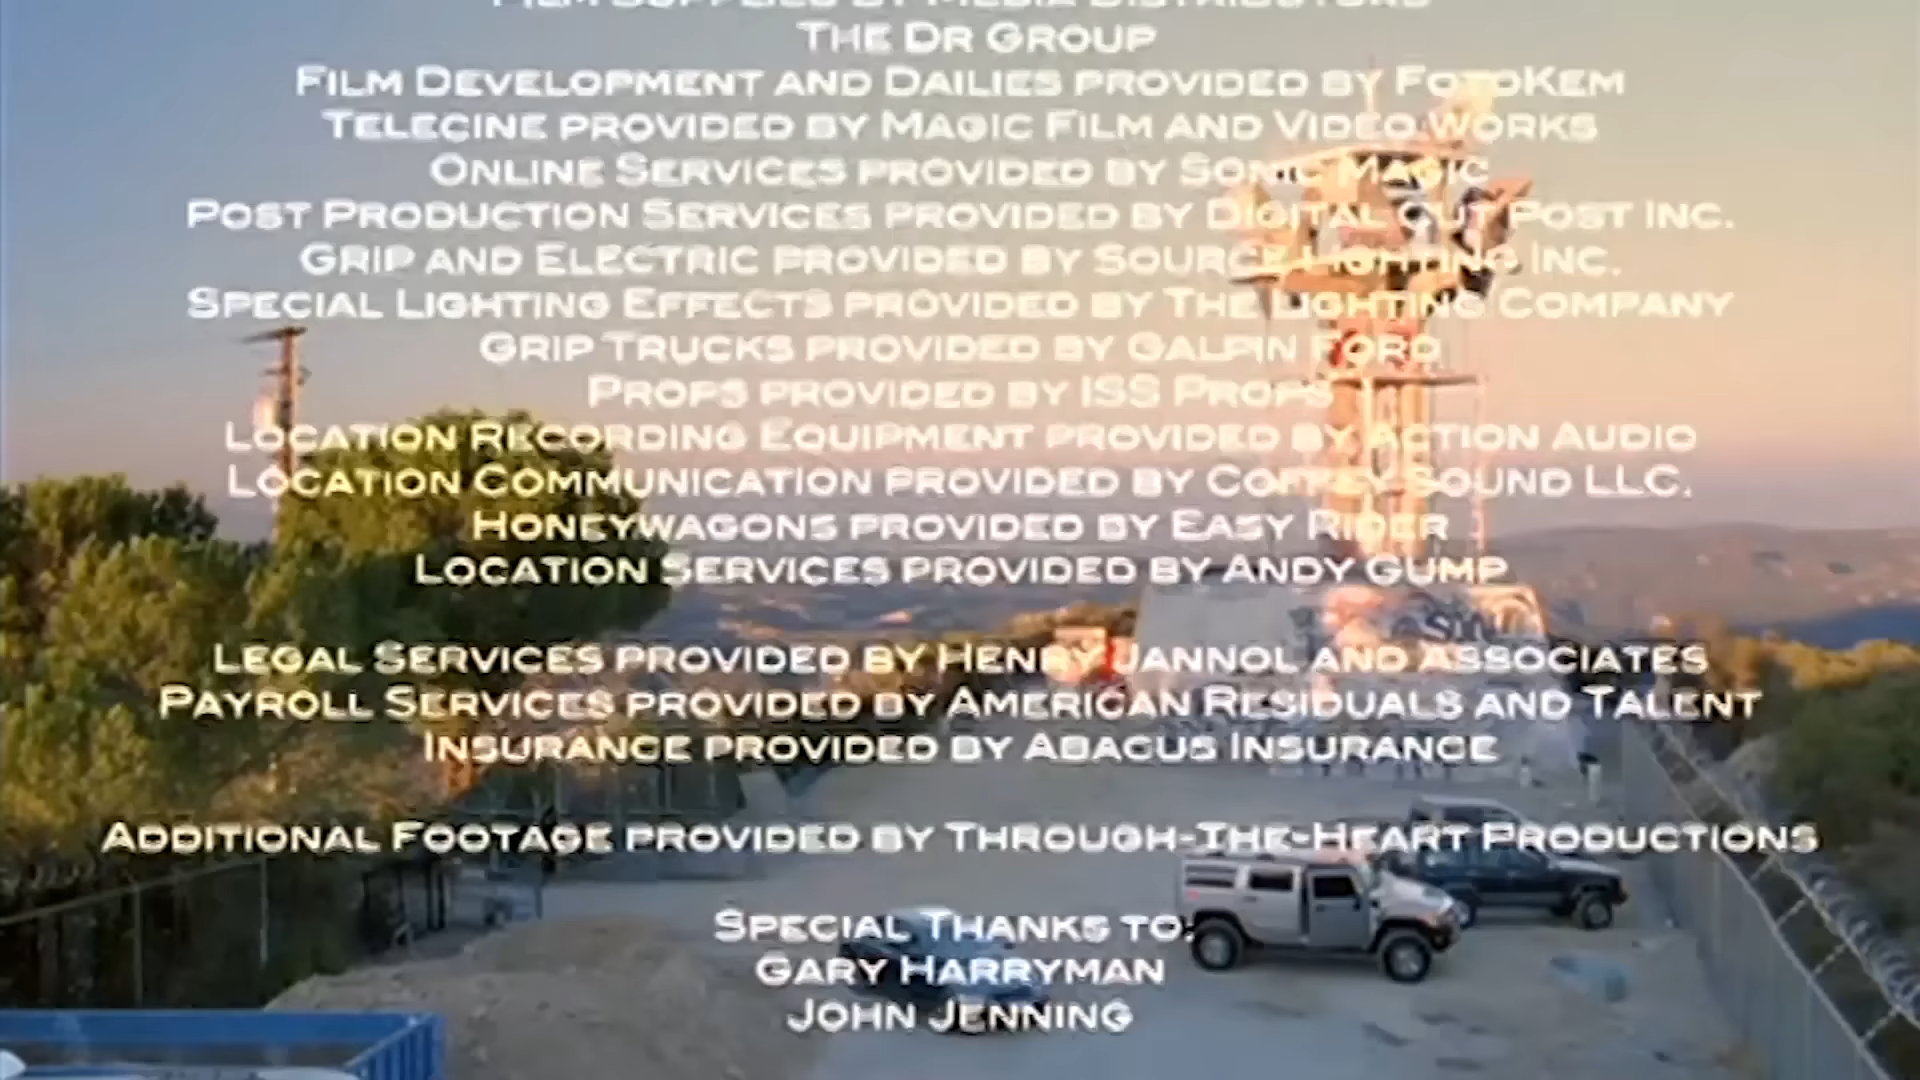 Film Supplied by Media Distributors
The Dr Group
Film Development and Dailies provided by FotoKem
Telecine provided by Magic Film and Video Works
Online Services provided by Sonic Magic
Post Production Services provided by Digital Cut Post Inc.
Grip and Electric provided by Source Lighting Inc.
Special Lighting Effects provided by The Lighting Company
Grip Trucks provided by Galpin Ford
Props provided by ISS Props
Location Recording Equipment provided by Action Audio
Location Communication provided by Coffey Sound LLC.
Honeywagons provided by Easy Rider
Location Services provided by Andy Gump
Legal Services provided by Henry Jannol and Associates
Payroll Services provided by American Residuals and Talent
Insurance provided by Abacus Insurance
Additional Footage provided by Through-The-Heart Productions
Special Thanks to:
Gary Harryman
John Jenning